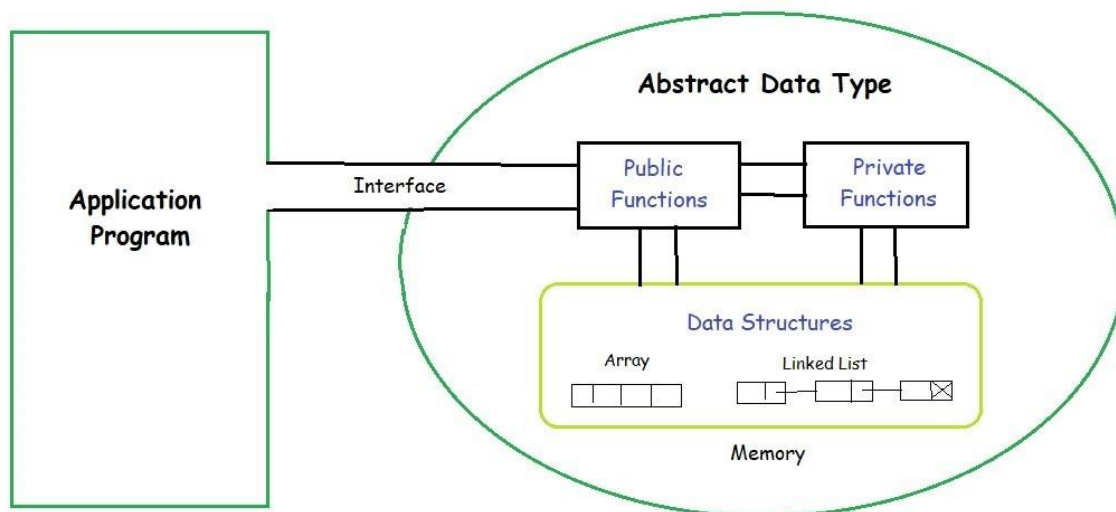 Abstract Data Type
Application
Program
Interface
Public
Functions
Private
Functions
Data Structures
Array
Linked List
Memory